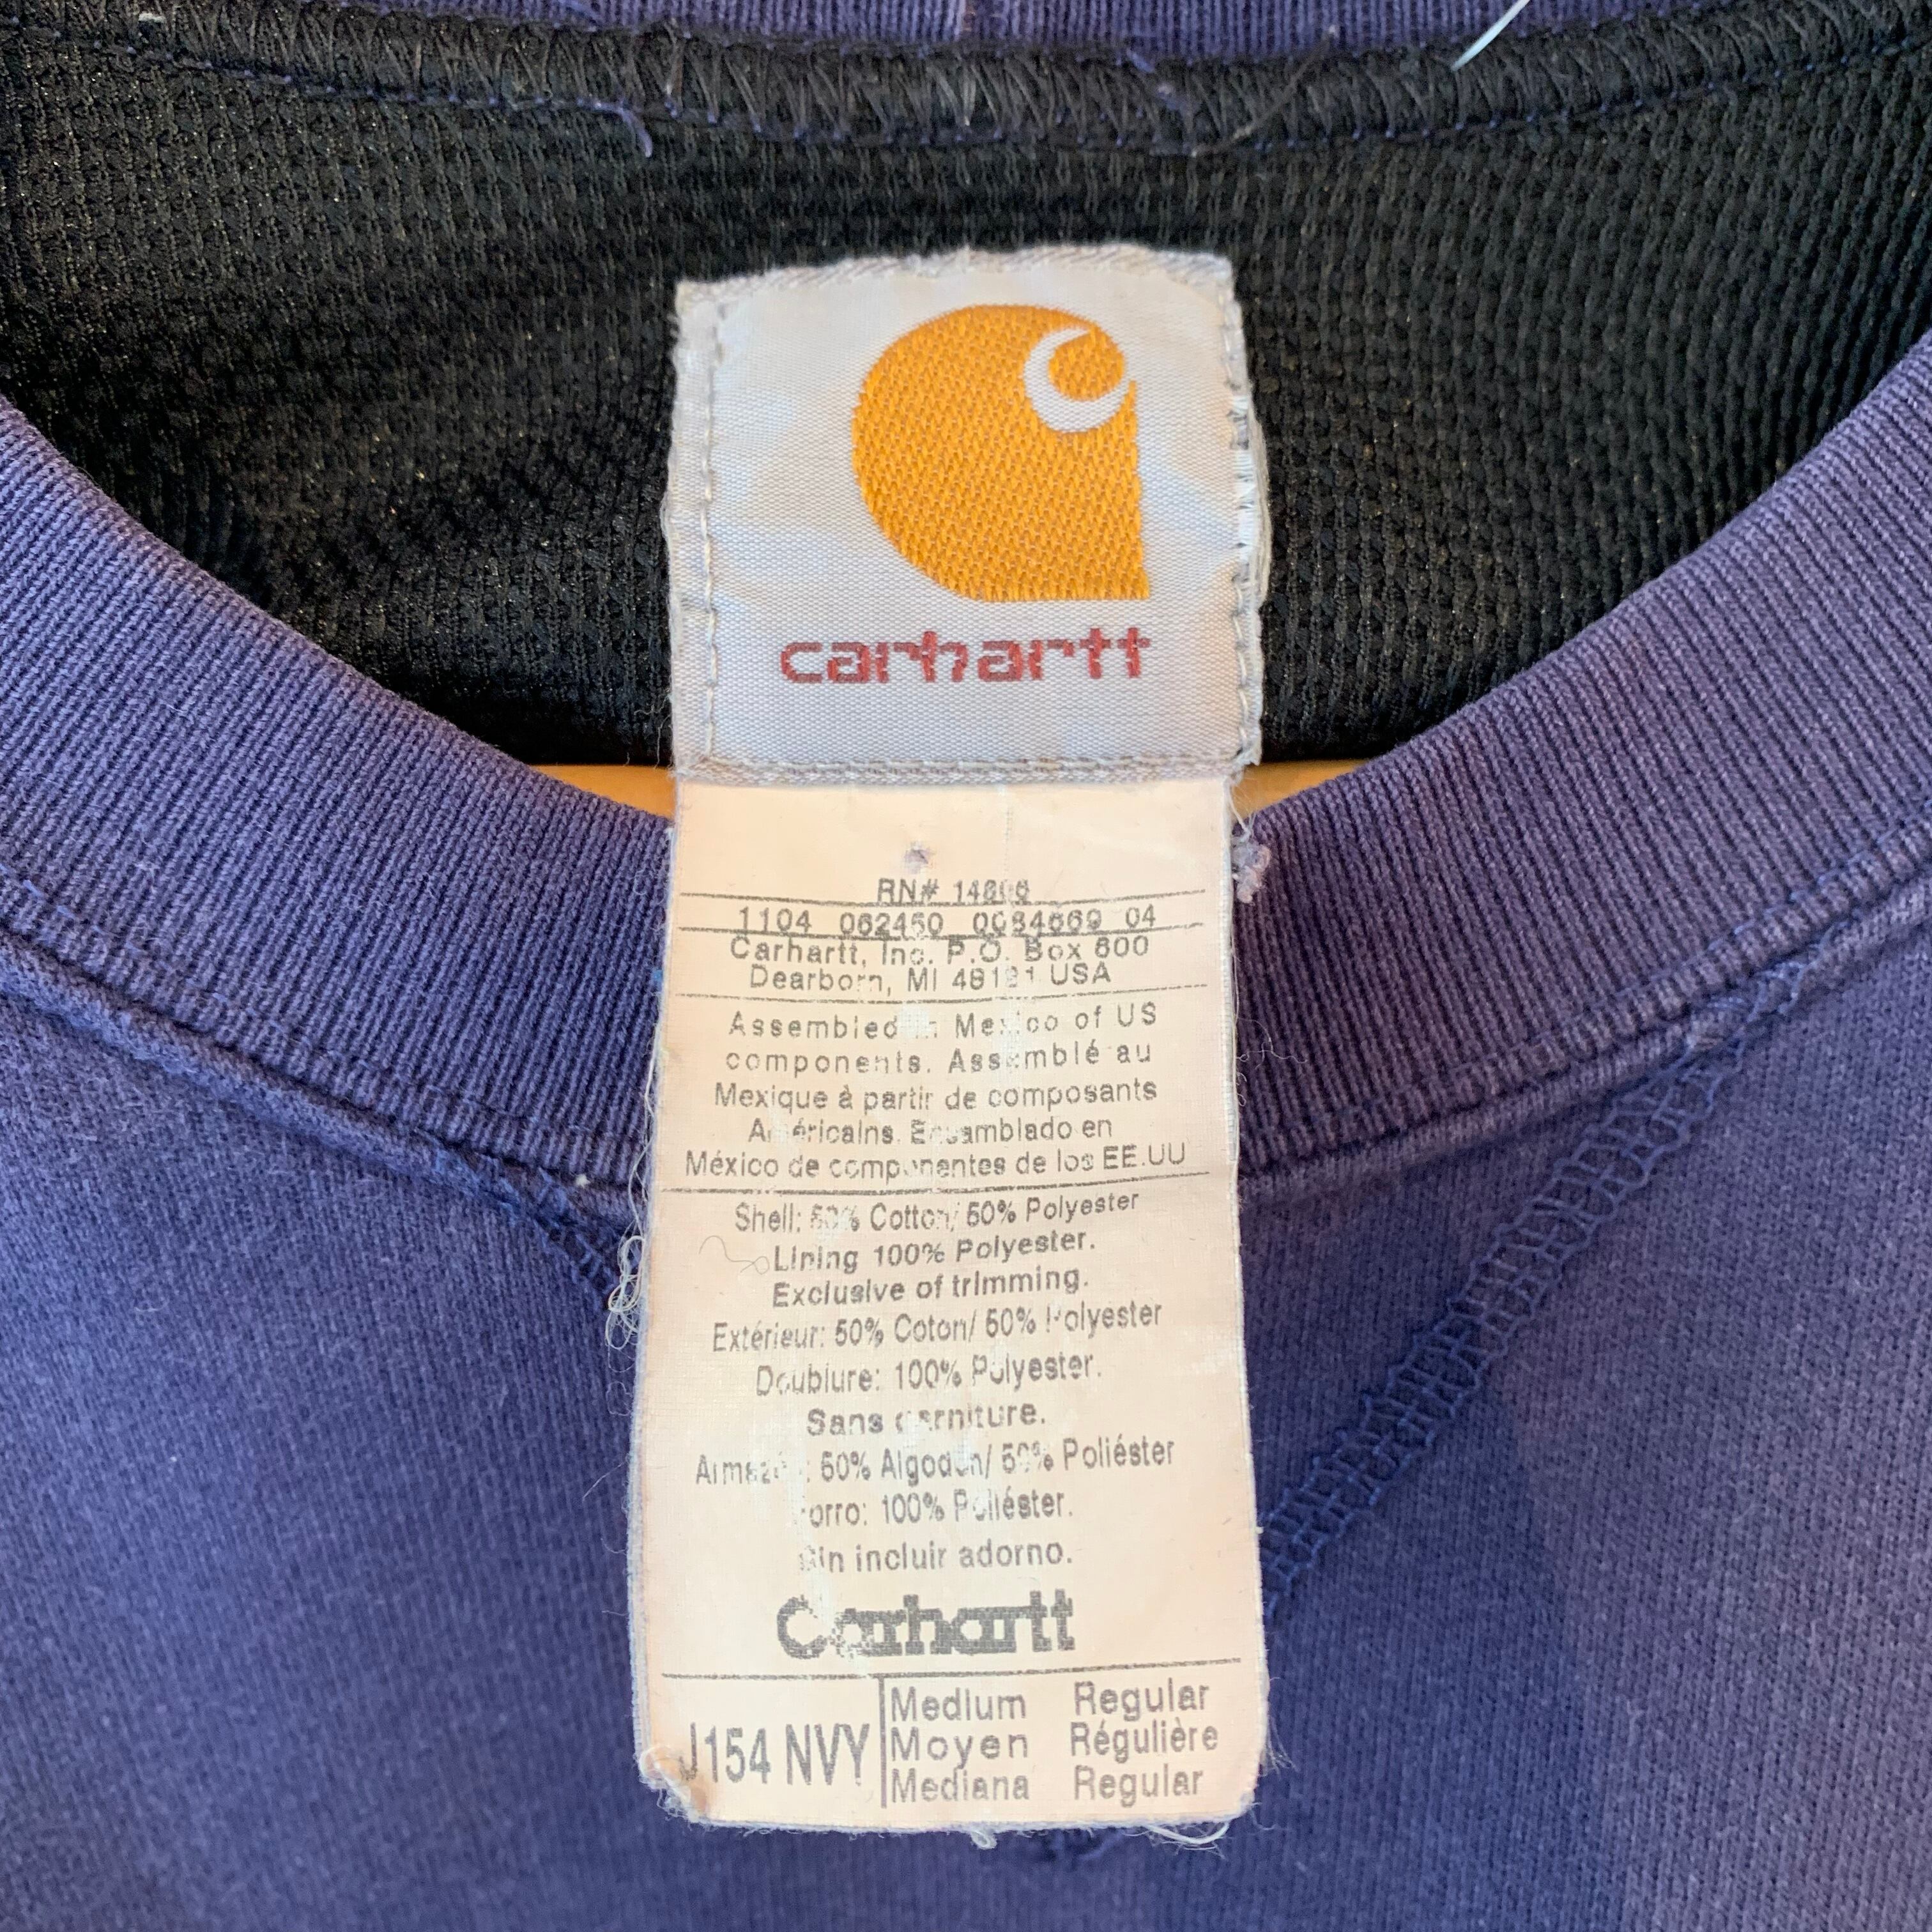 carhartt
RN# 14806
1104 062450 0084669 04
Carhartt, Inc. P.O. Box 600
Dearborn, MI 48121 USA
Assembled in Mexico of US
components. Assemblé au
Mexique à partir de composants
Américains. Ensamblado en
México de componentes de los EE.UU
Shell: 50% Cotton/ 50% Polyester
Lining 100% Polyester.
Exclusive of trimming.
Extérieur: 50% Coton/ 50% Polyester
Doublure: 100% Polyester.
Sans garniture.
Armazón: 50% Algodón/ 50% Poliéster
Forro: 100% Poliéster.
Sin incluir adorno.
Carhartt
J154 NVY
Medium Regular
Moyen Régulière
Mediana Regular